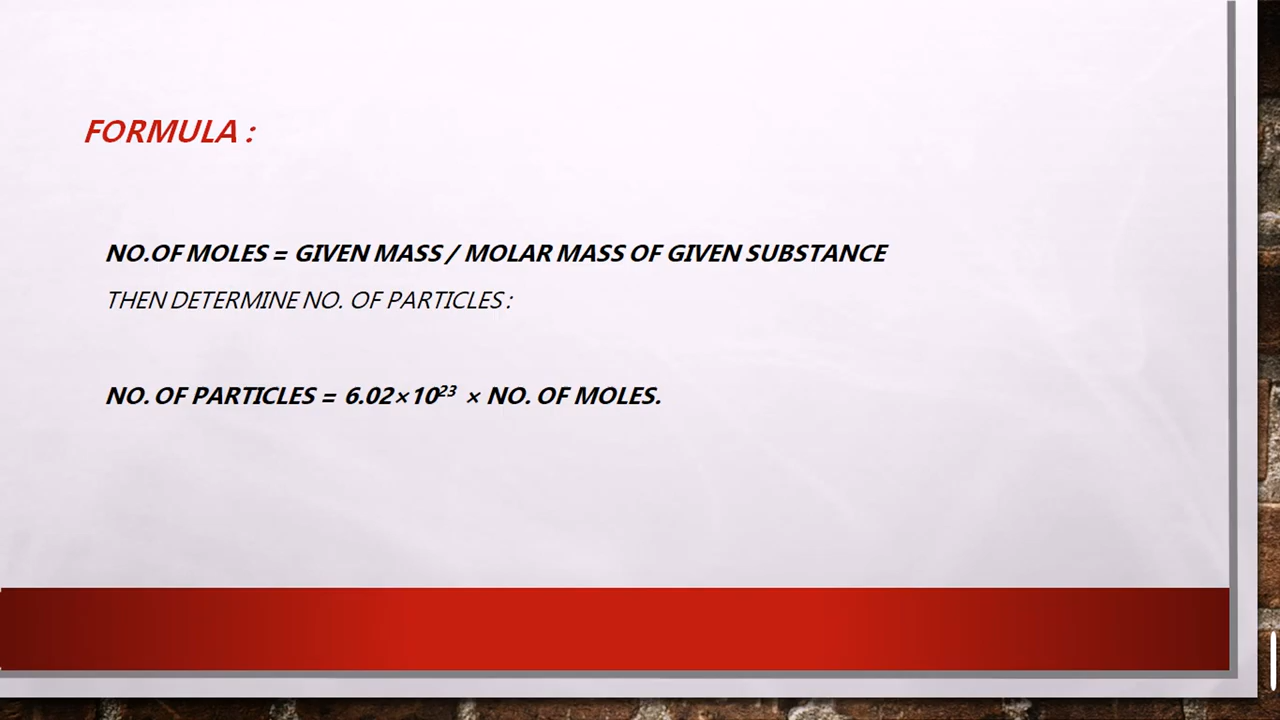 FORMULA :
NO.OF MOLES = GIVEN MASS / MOLAR MASS OF GIVEN SUBSTANCE
THEN DETERMINE NO. OF PARTICLES :
NO. OF PARTICLES = 6.02×10²³ × NO. OF MOLES.